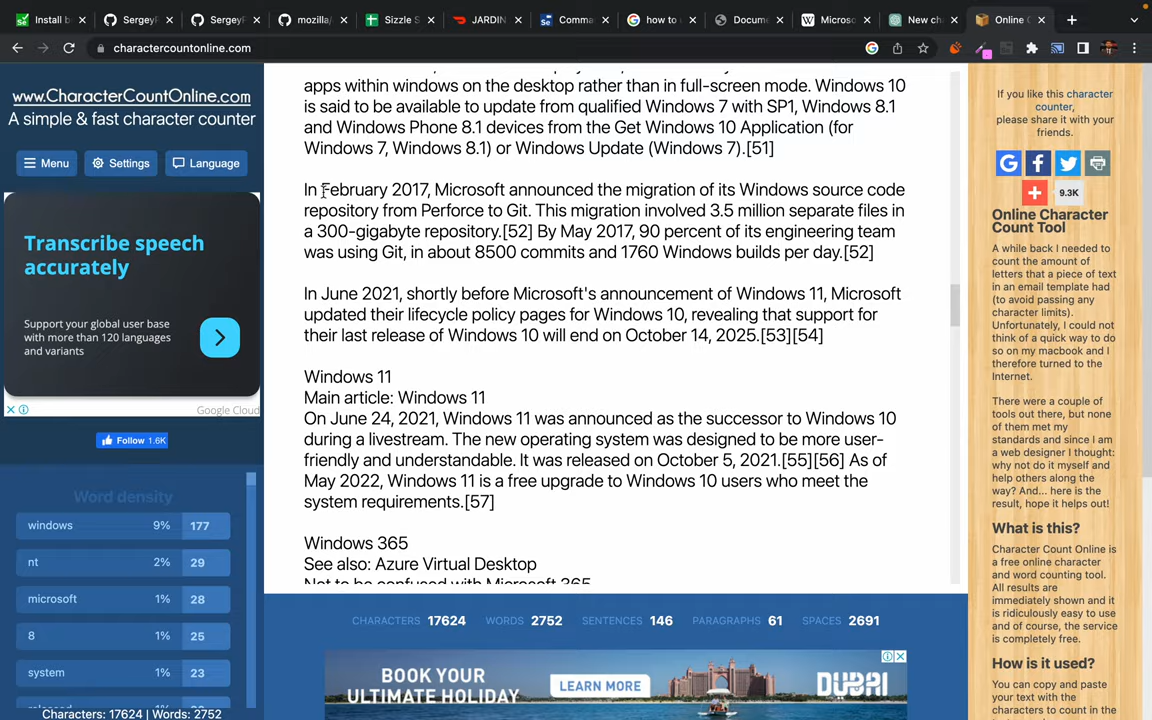 Install b
SergeyP
SergeyP
mozilla/
Sizzle S
JARDIN
Comma
how to
Docum
Micros
New ch
Online C
charactercountonline.com
www.CharacterCountOnline.com
A simple & fast character counter
Menu
Settings
Language
Transcribe speech
accurately
Support your global user base
with more than 120 languages
and variants
Google Cloud
Follow 1.6K
Word density
windows 9% 177
nt 2% 29
microsoft 1% 28
8 1% 25
system 1% 23
Characters: 17624 | Words: 2752
apps within windows on the desktop rather than in full-screen mode. Windows 10
is said to be available to update from qualified Windows 7 with SP1, Windows 8.1
and Windows Phone 8.1 devices from the Get Windows 10 Application (for
Windows 7, Windows 8.1) or Windows Update (Windows 7).[51]
In February 2017, Microsoft announced the migration of its Windows source code
repository from Perforce to Git. This migration involved 3.5 million separate files in
a 300-gigabyte repository.[52] By May 2017, 90 percent of its engineering team
was using Git, in about 8500 commits and 1760 Windows builds per day.[52]
In June 2021, shortly before Microsoft's announcement of Windows 11, Microsoft
updated their lifecycle policy pages for Windows 10, revealing that support for
their last release of Windows 10 will end on October 14, 2025.[53][54]
Windows 11
Main article: Windows 11
On June 24, 2021, Windows 11 was announced as the successor to Windows 10
during a livestream. The new operating system was designed to be more user-
friendly and understandable. It was released on October 5, 2021.[55][56] As of
May 2022, Windows 11 is a free upgrade to Windows 10 users who meet the
system requirements.[57]
Windows 365
See also: Azure Virtual Desktop
Not to be confused with Microsoft 365
CHARACTERS 17624 WORDS 2752 SENTENCES 146 PARAGRAPHS 61 SPACES 2691
BOOK YOUR
ULTIMATE HOLIDAY
LEARN MORE
DUBAI
If you like this character
counter,
please share it with your
friends.
9.3K
Online Character
Count Tool
A while back I needed to
count the amount of
letters that a piece of text
in an email template had
(to avoid passing any
character limits).
Unfortunately, I could not
think of a quick way to do
so on my macbook and I
therefore turned to the
Internet.
There were a couple of
tools out there, but none
of them met my
standards and since I am
a web designer I thought:
why not do it myself and
help others along the
way? And... here is the
result, hope it helps out!
What is this?
Character Count Online is
a free online character
and word counting tool.
All results are
immediately shown and it
is ridiculously easy to use
and of course, the service
is completely free.
How is it used?
You can copy and paste
your text with the
characters to count in the